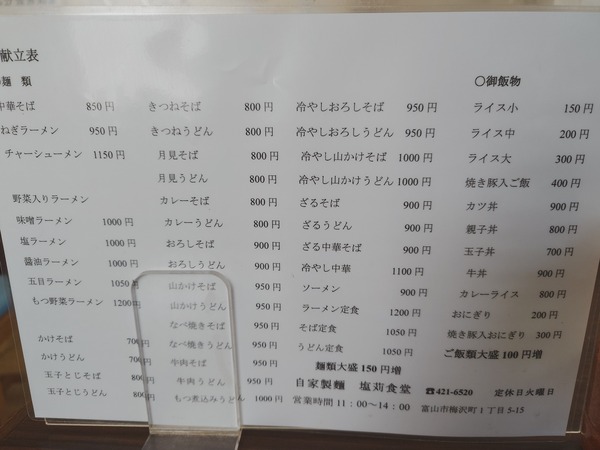 献立表
麺 類
中華そば 850円
ねぎラーメン 950円
チャーシューメン 1150円
野菜入りラーメン
味噌ラーメン 1000円
塩ラーメン 1000円
醤油ラーメン 1000円
五目ラーメン 1050円
もつ野菜ラーメン 1200円
かけそば 700円
かけうどん 700
玉子とじそば 800
玉子とじうどん 800
きつねそば 800円
きつねうどん 800円
月見そば 800円
月見うどん 800円
カレーそば 800円
カレーうどん 800円
おろしそば 900円
おろしうどん 900円
山かけそば 950円
山かけうどん 950円
なべ焼きそば 950円
なべ焼きうどん 950円
牛肉そば 950円
牛肉うどん 950円
もつ煮込みうどん 1000円
冷やしおろしそば 950円
冷やしおろしうどん 950円
冷やし山かけそば 1000円
冷やし山かけうどん 1000円
ざるそば 900円
ざるうどん 900円
ざる中華そば 900円
冷やし中華 1100円
ソーメン 900円
ラーメン定食 1200円
そば定食 1050円
うどん定食 1050円
麺類大盛 150円増
〇御飯物
ライス小 150円
ライス中 200円
ライス大 300円
焼き豚入ご飯 400円
カツ丼 900円
親子丼 800円
玉子丼 700円
牛丼 900円
カレーライス 800円
おにぎり 200円
焼き豚入おにぎり 300円
ご飯類大盛 100円増
自家製麺 塩苅食堂 ☎421-6520 定休日火曜日
営業時間 11：00～14：00 富山市梅沢町1丁目5-15